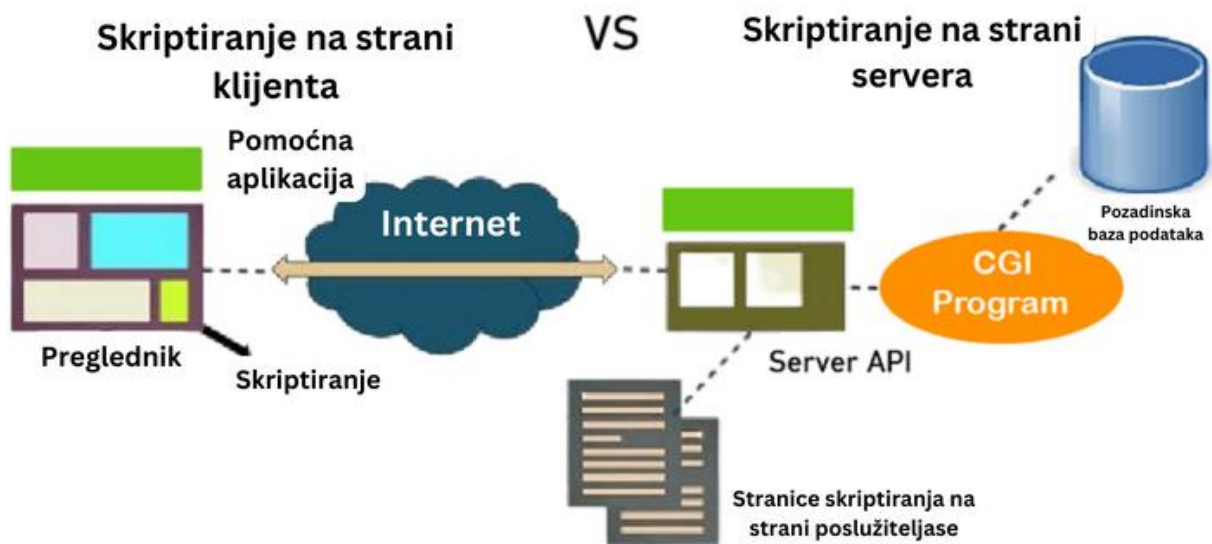 Skriptiranje na strani
klijenta
VS
Skriptiranje na strani
servera
Pomoćna
aplikacija
Internet
Pozadinska
baza podataka
CGI
Program
Preglednik
Skriptiranje
Server API
Stranice skriptiranja na
strani poslužiteljase